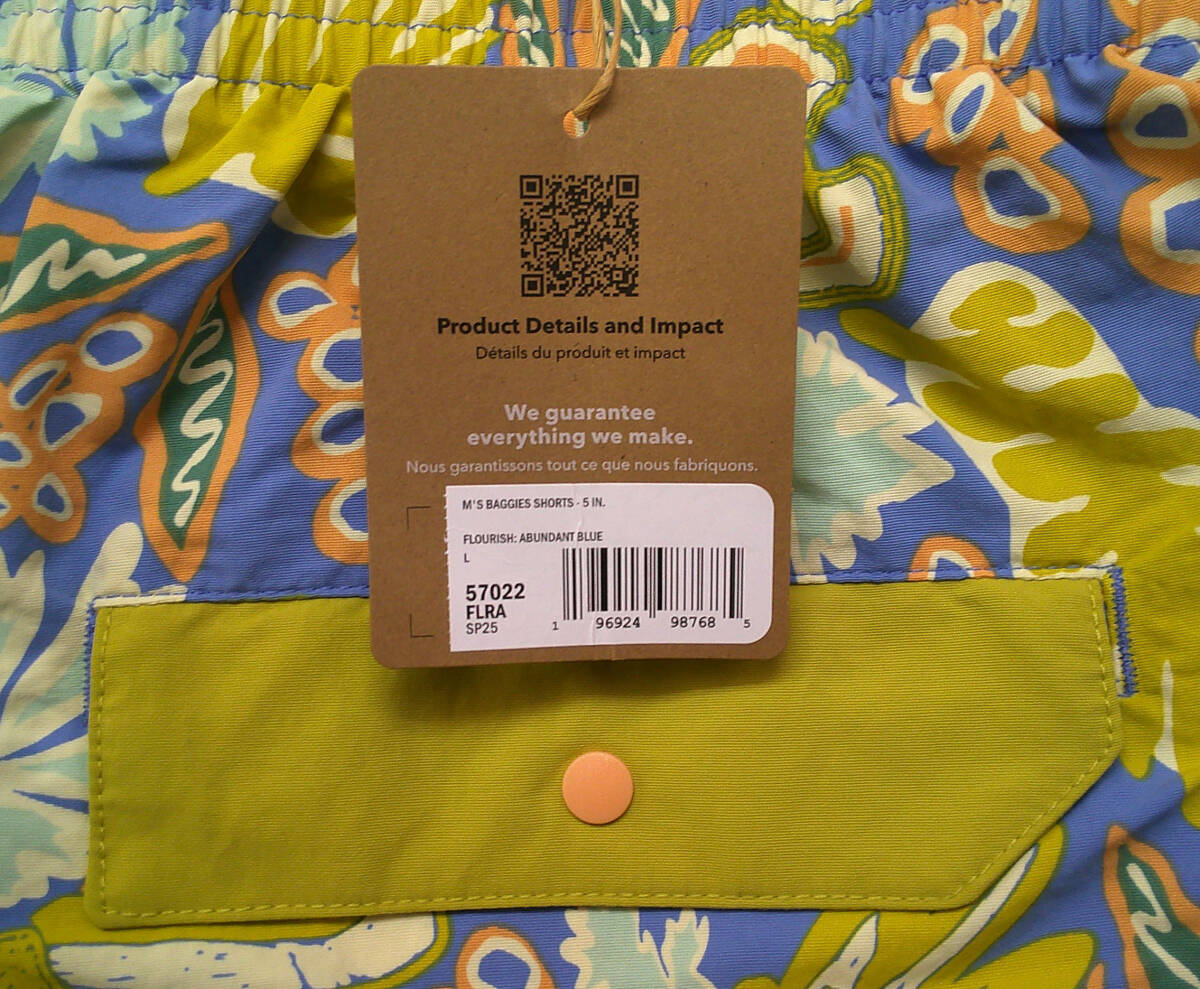 Product Details and Impact
Détails du produit et impact
We guarantee
everything we make.
Nous garantissons tout ce que nous fabriquons.
M'S BAGGIES SHORTS - 5 IN.
FLOURISH: ABUNDANT BLUE
L
57022
FLRA
SP25
1 96924 98768 5